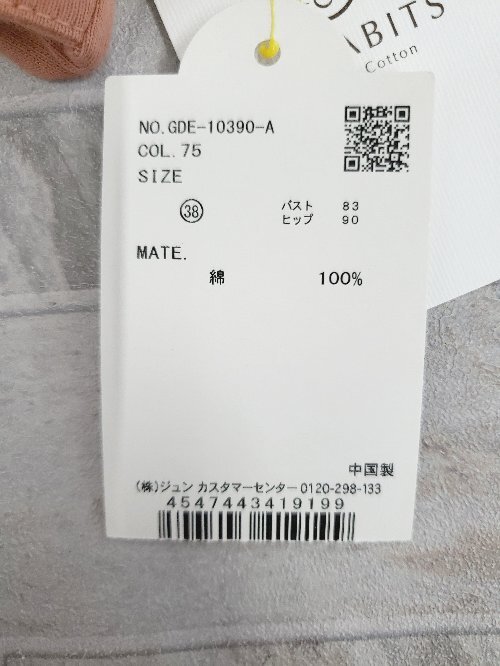 ABITS
Cotton
NO.GDE-10390-A
COL.75
SIZE
㊳ バスト 83
ヒップ 90
MATE.
綿 100%
中国製
(株)ジュン カスタマーセンター 0120-298-133
4547443419199